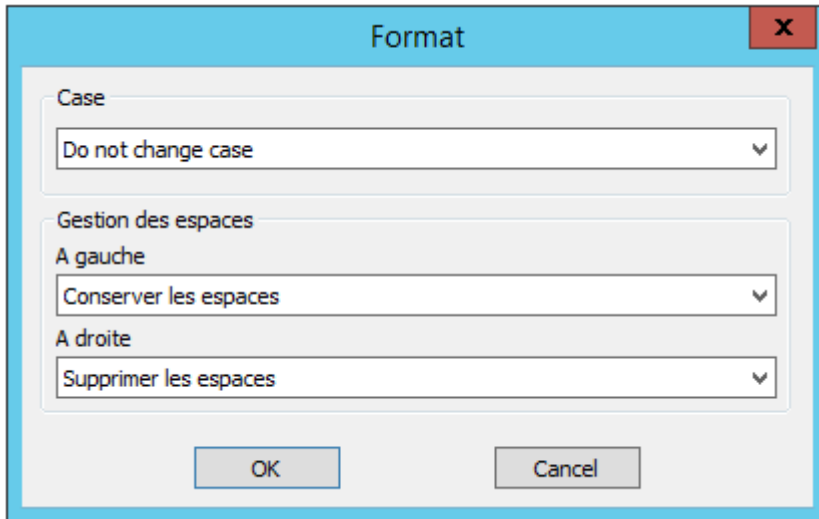 Format
x
Case
Do not change case
Gestion des espaces
A gauche
Conserver les espaces
A droite
Supprimer les espaces
OK Cancel